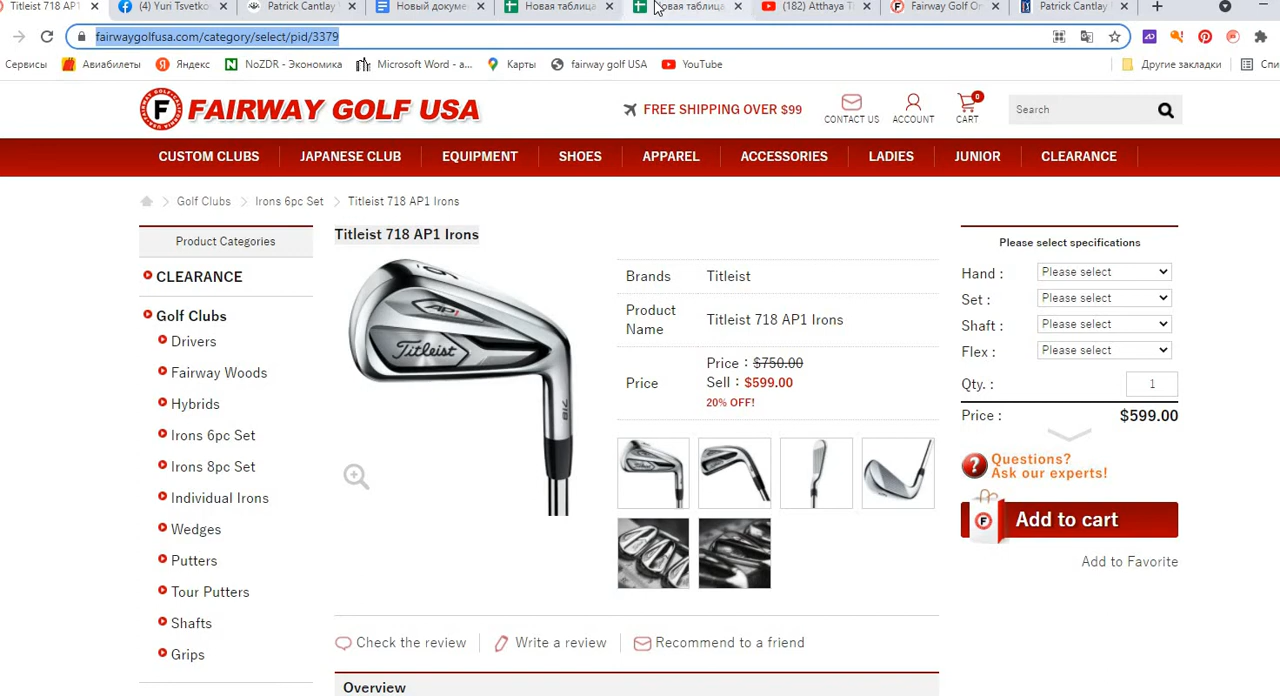 Titleist 718 AP1
(4) Yuri Tsvetko
Patrick Cantlay
Новый докуме
Новая таблица
овая таблица
(182) Atthaya Ti
Fairway Golf On
Patrick Cantlay
fairwaygolfusa.com/category/select/pid/3379
Сервисы
Авиабилеты
Яндекс
NoZDR - Экономика
Microsoft Word - a...
Карты
fairway golf USA
YouTube
Другие закладки
Спи
FAIRWAY GOLF USA
FREE SHIPPING OVER $99
CONTACT US
ACCOUNT
0
CART
Search
CUSTOM CLUBS
JAPANESE CLUB
EQUIPMENT
SHOES
APPAREL
ACCESSORIES
LADIES
JUNIOR
CLEARANCE
Golf Clubs
Irons 6pc Set
Titleist 718 AP1 Irons
Product Categories
CLEARANCE
Golf Clubs
Drivers
Fairway Woods
Hybrids
Irons 6pc Set
Irons 8pc Set
Individual Irons
Wedges
Putters
Tour Putters
Shafts
Grips
Titleist 718 AP1 Irons
6
AP1
Titleist
718
Brands
Titleist
Product
Name
Titleist 718 AP1 Irons
Price
Price : $750.00
Sell : $599.00
20% OFF!
Check the review
Write a review
Recommend to a friend
Overview
Please select specifications
Hand :
Please select
Set :
Please select
Shaft :
Please select
Flex :
Please select
Qty. :
1
Price :
$599.00
Questions?
Ask our experts!
Add to cart
Add to Favorite